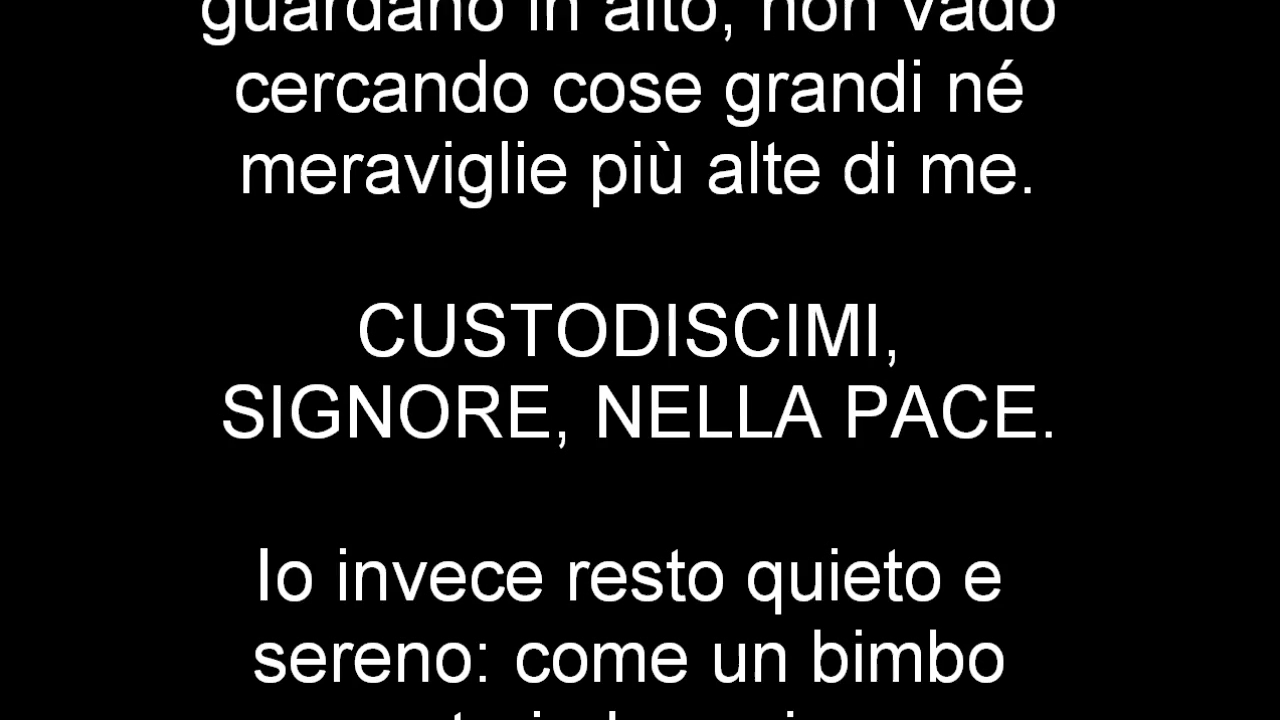 guardano in alto, non vado
cercando cose grandi né
meraviglie più alte di me.
CUSTODISCIMI,
SIGNORE, NELLA PACE.
Io invece resto quieto e
sereno: come un bimbo